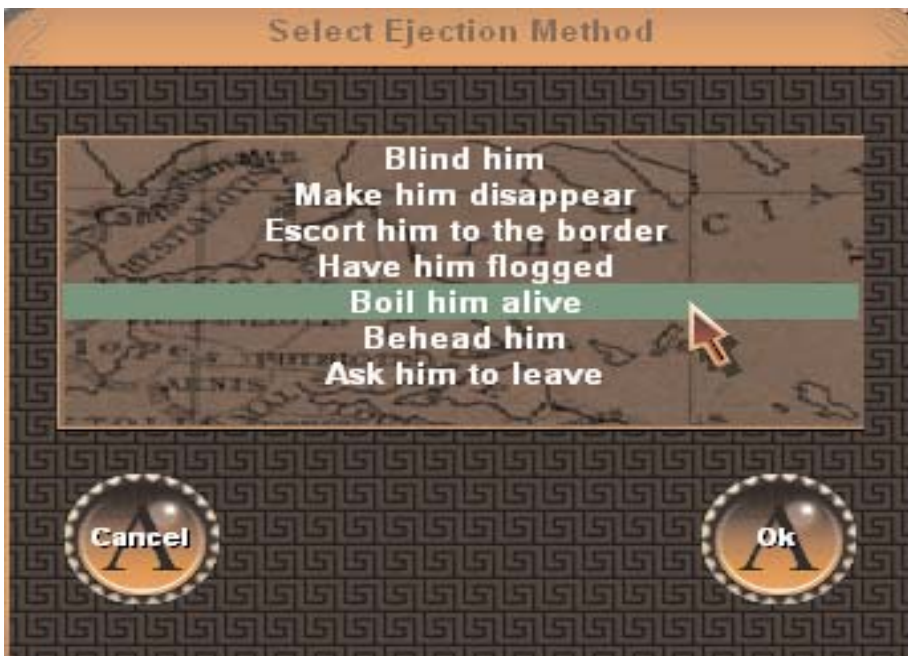 Select Ejection Method
Blind him
Make him disappear
Escort him to the border
Have him flogged
Boil him alive
Behead him
Ask him to leave
Cancel
Ok